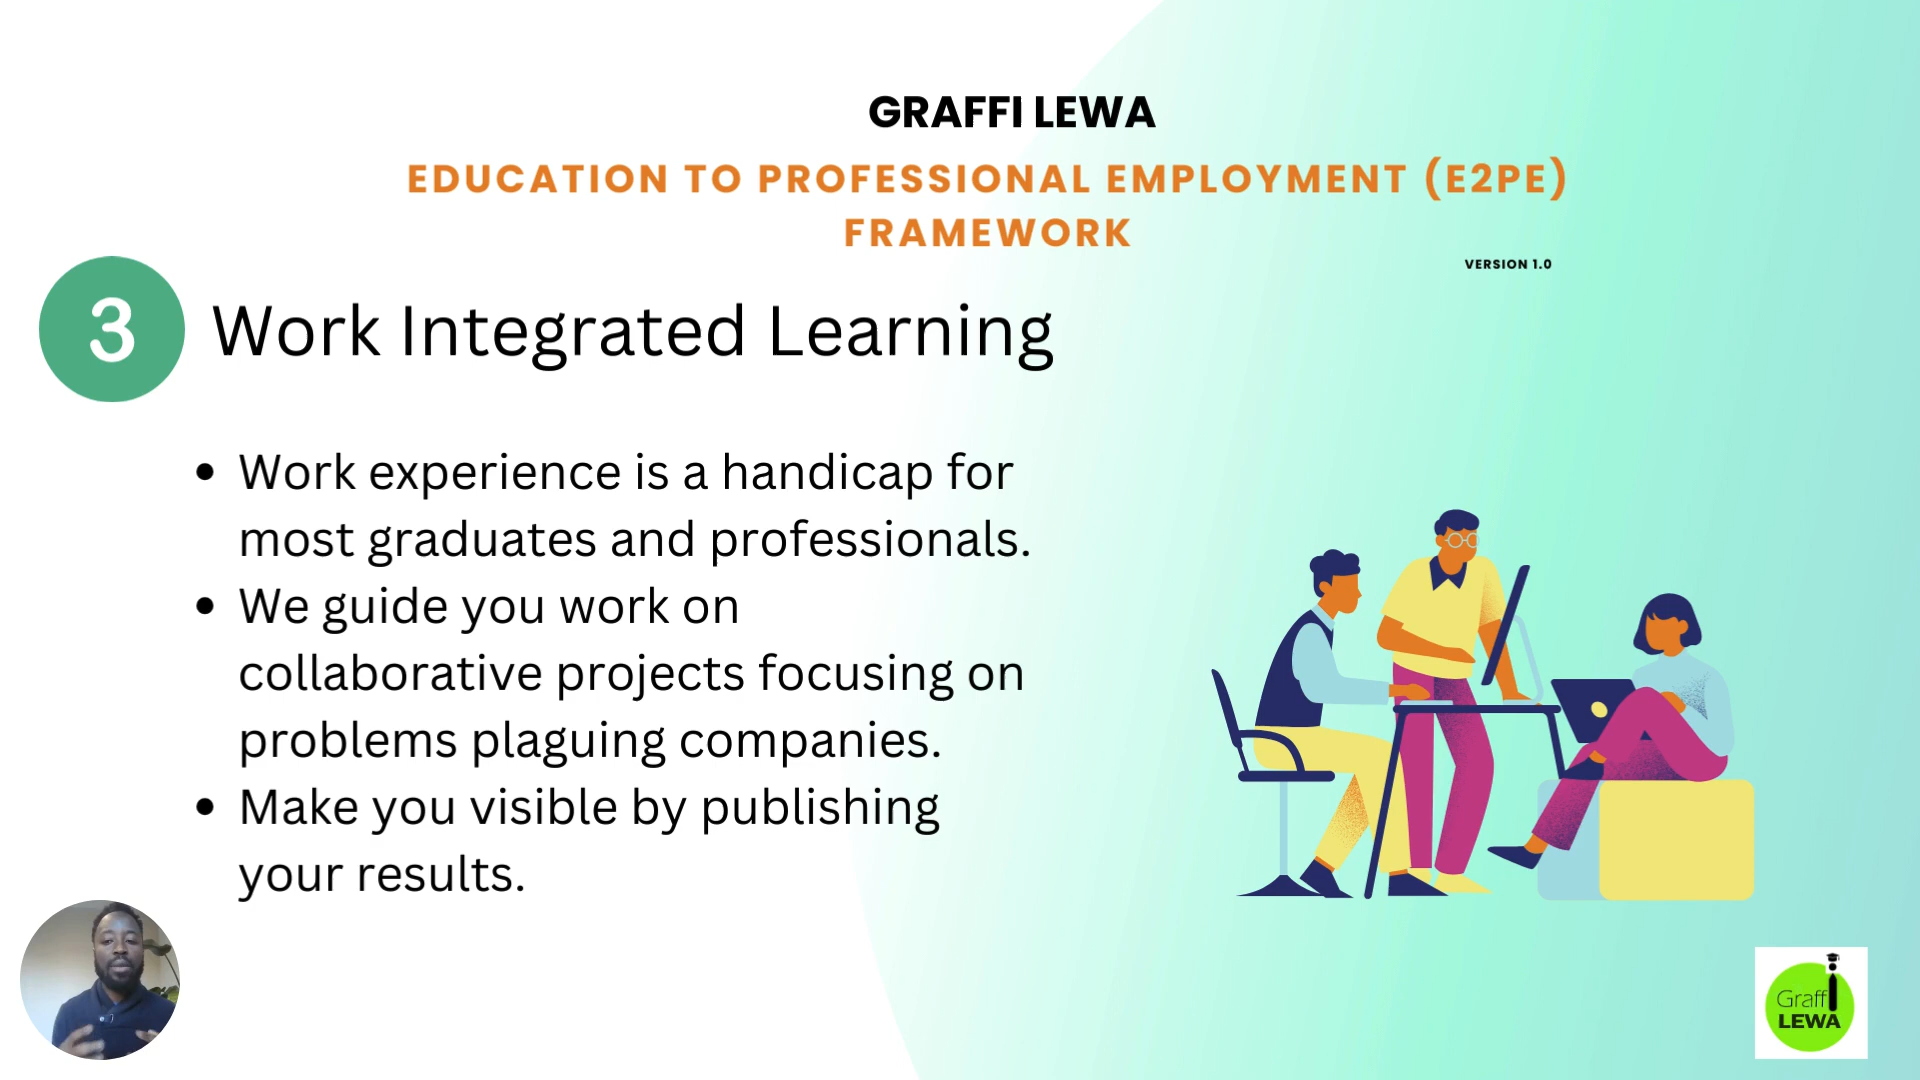 GRAFFI LEWA
EDUCATION TO PROFESSIONAL EMPLOYMENT (E2PE)
FRAMEWORK
VERSION 1.0
3 Work Integrated Learning
• Work experience is a handicap for
most graduates and professionals.
• We guide you work on
collaborative projects focusing on
problems plaguing companies.
• Make you visible by publishing
your results.
Graffi
LEWA